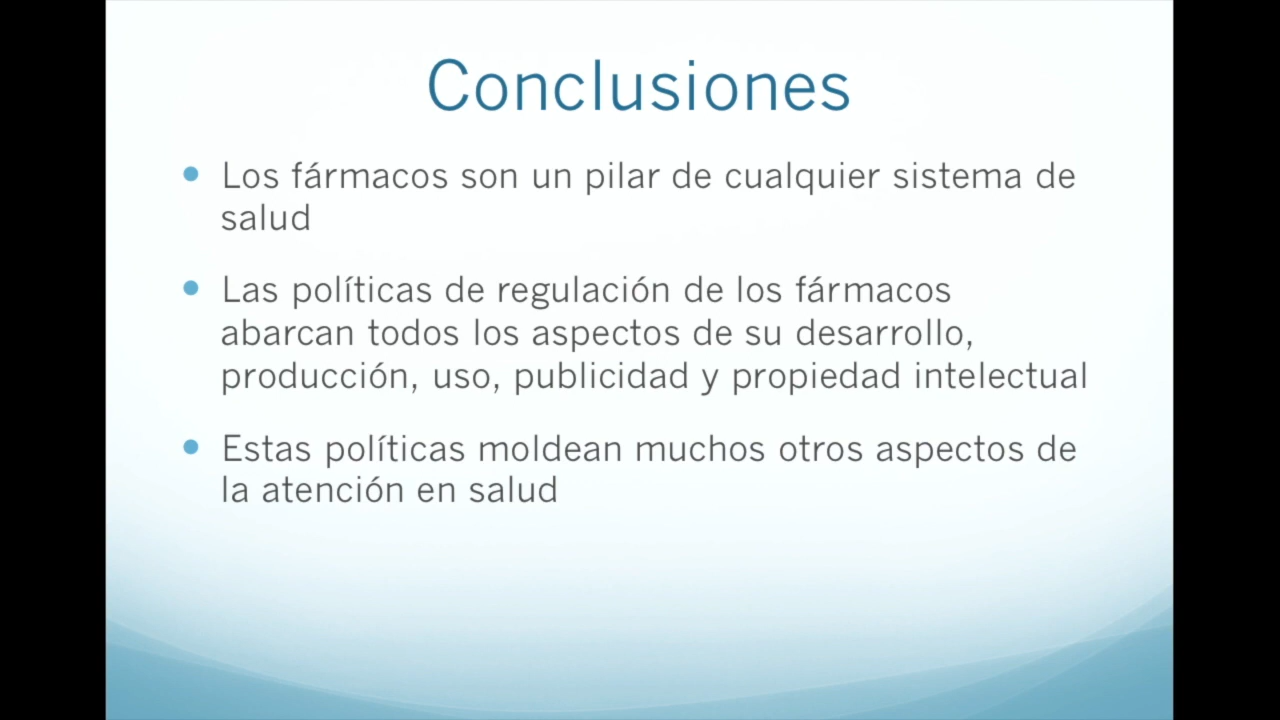 Conclusiones
Los fármacos son un pilar de cualquier sistema de
salud
Las políticas de regulación de los fármacos
abarcan todos los aspectos de su desarrollo,
producción, uso, publicidad y propiedad intelectual
Estas políticas moldean muchos otros aspectos de
la atención en salud